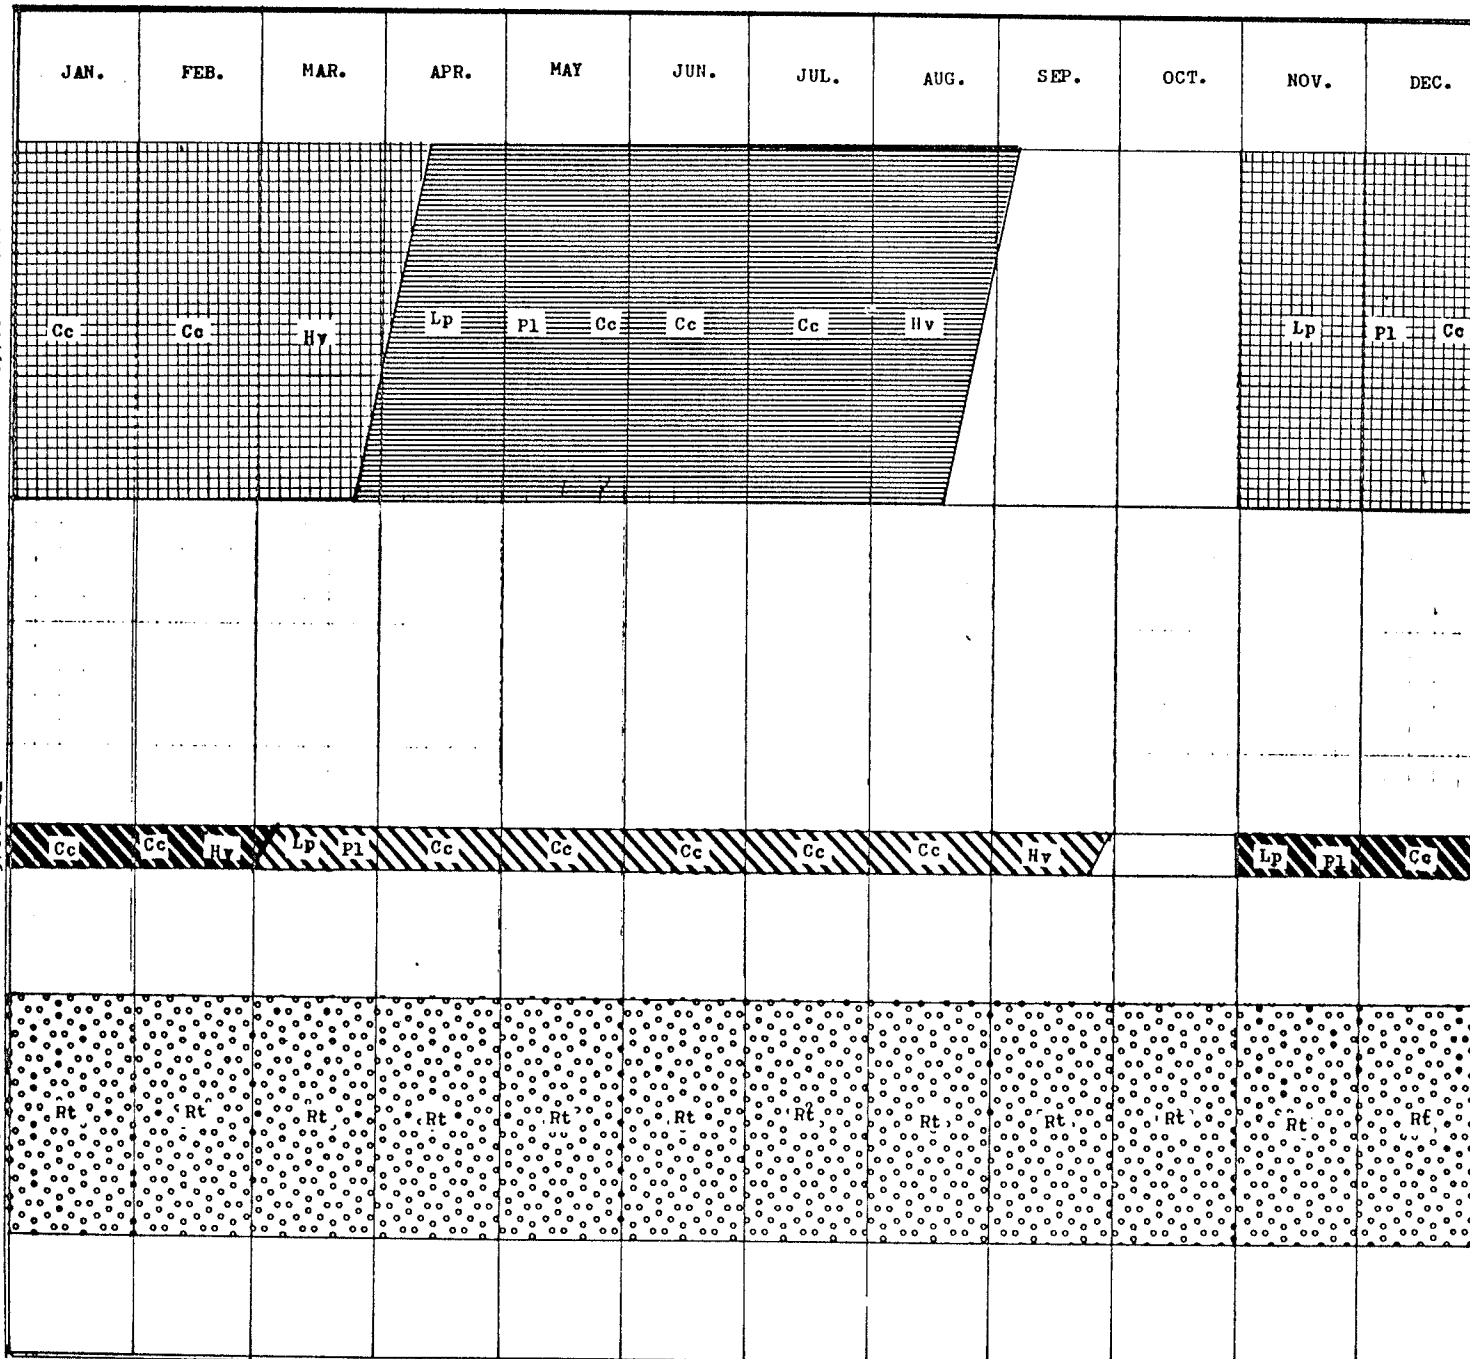 JAN. FEB. MAR. APR. MAY JUN. JUL. AUG. SEP. OCT. NOV. DEC.
Cc Cc Hv Lp Pl Cc Cc Cc Hv Lp Pl Cc
Cc Cc Hv Lp Pl Cc Cc Cc Cc Cc Hv Lp Pl Cc
Rt Rt Rt Rt Rt Rt Rt Rt Rt Rt Rt Rt